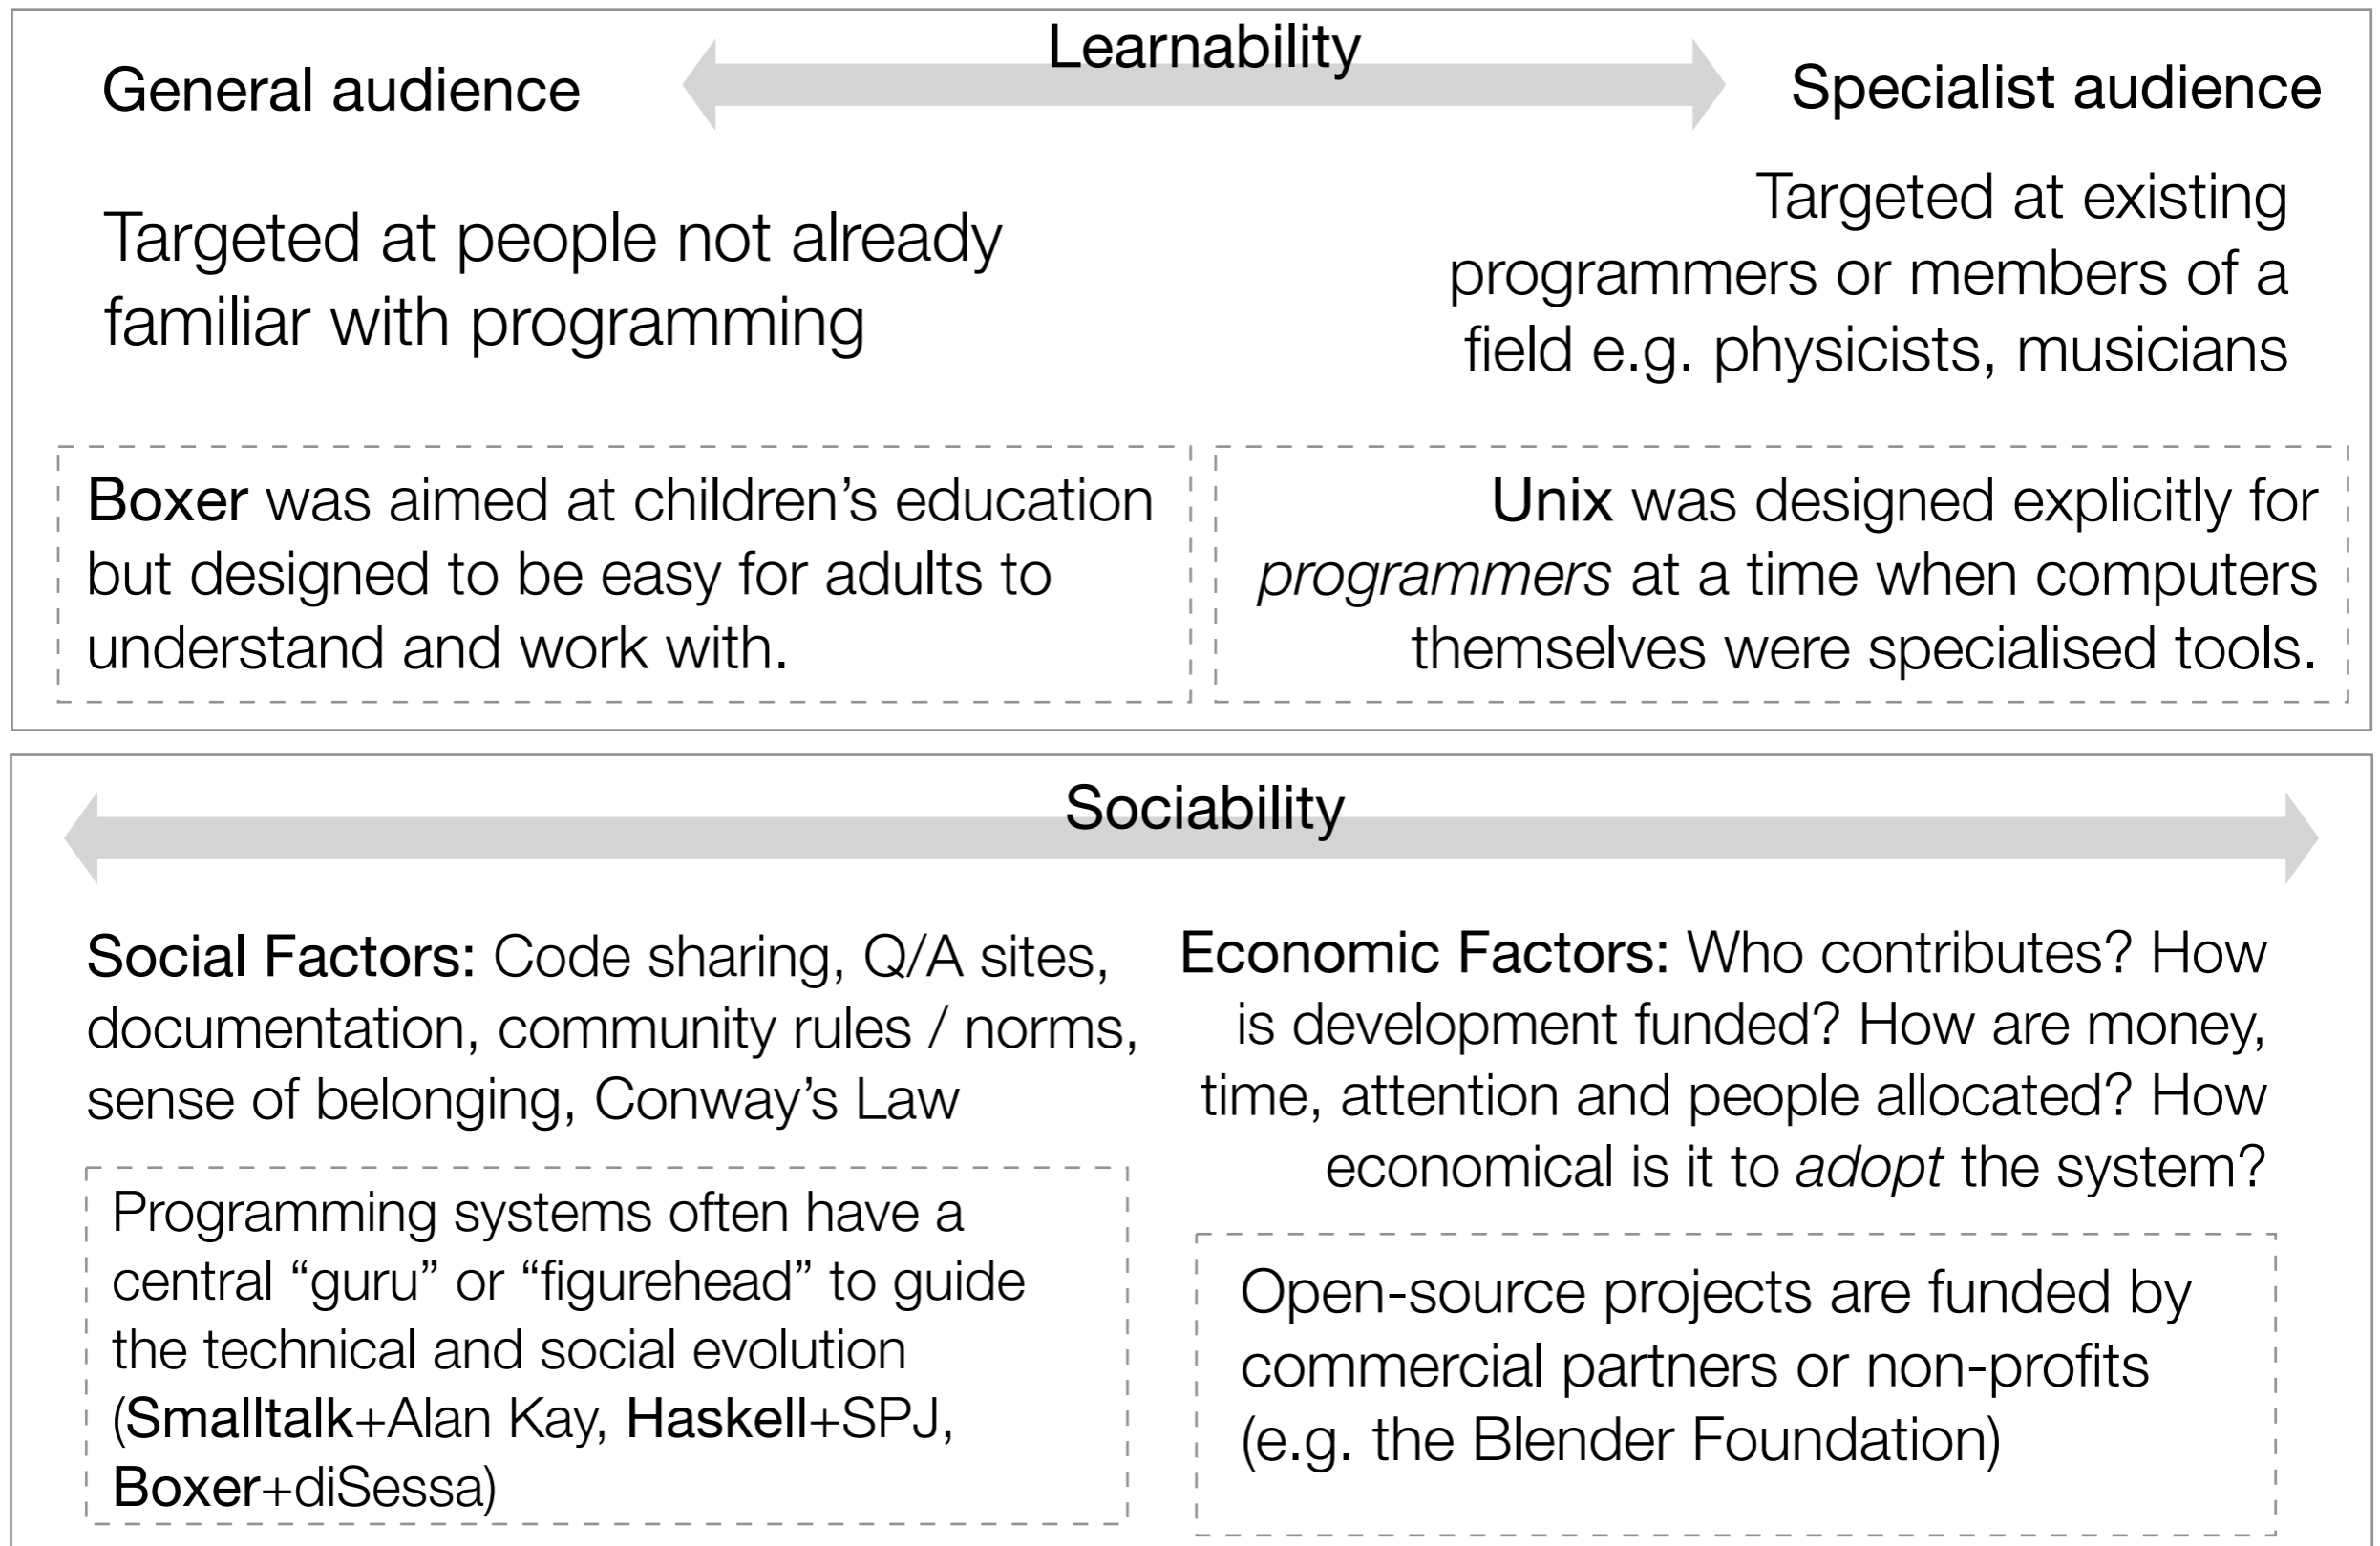 Learnability
General audience
Specialist audience
Targeted at people not already
familiar with programming
Targeted at existing
programmers or members of a
field e.g. physicists, musicians
Boxer was aimed at children’s education
but designed to be easy for adults to
understand and work with.
Unix was designed explicitly for
programmers at a time when computers
themselves were specialised tools.
Sociability
Social Factors: Code sharing, Q/A sites,
documentation, community rules / norms,
sense of belonging, Conway’s Law
Programming systems often have a
central “guru” or “figurehead” to guide
the technical and social evolution
(Smalltalk+Alan Kay, Haskell+SPJ,
Boxer+diSessa)
Economic Factors: Who contributes? How
is development funded? How are money,
time, attention and people allocated? How
economical is it to adopt the system?
Open-source projects are funded by
commercial partners or non-profits
(e.g. the Blender Foundation)